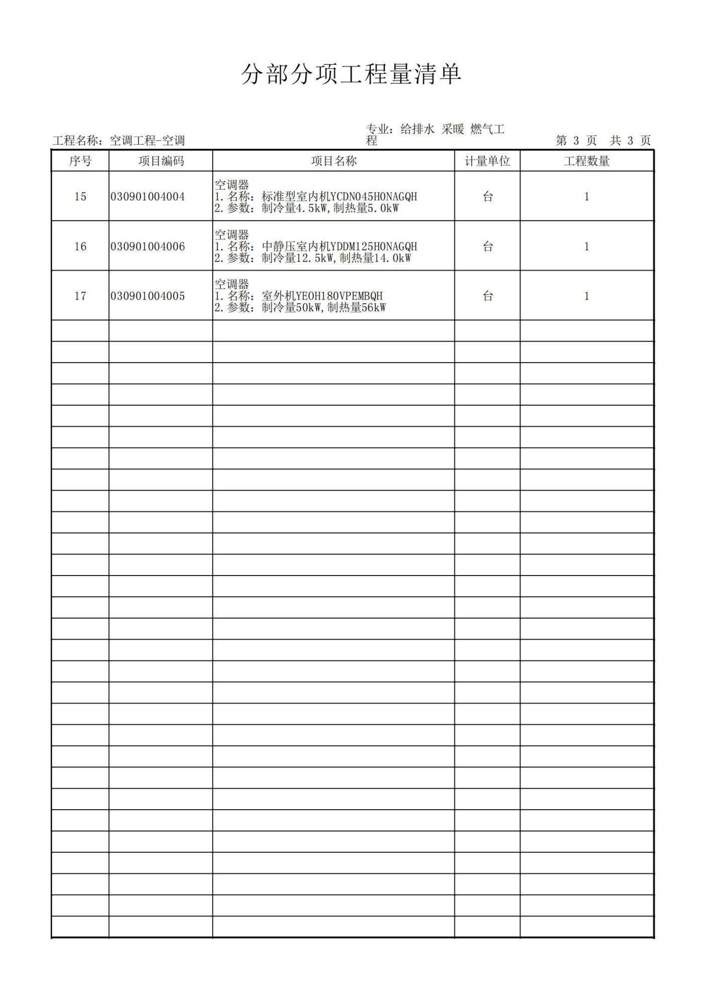 分部分项工程量清单
专业: 给排水 采暖 燃气工
工程名称: 空调工程-空调 程 第 3 页 共 3 页
序号 项目编码 项目名称 计量单位 工程数量
空调器
15 030901004004 1.名称: 标准型室内机YCDN045H0NAGQH 台 1
2.参数: 制冷量4.5kW,制热量5.0kW
空调器
16 030901004006 1.名称: 中静压室内机YDDM125H0NAGQH 台 1
2.参数: 制冷量12.5kW,制热量14.0kW
空调器
17 030901004005 1.名称: 室外机YEOH180VPEMBQH 台 1
2.参数: 制冷量50kW,制热量56kW